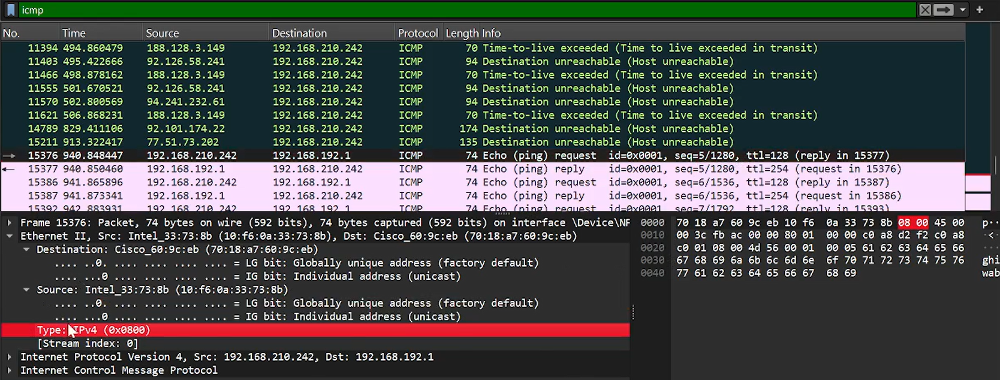 icmp
No. Time Source Destination Protocol Length Info
11394 494.860479 188.128.3.149 192.168.210.242 ICMP 70 Time-to-live exceeded (Time to live exceeded in transit)
11403 495.422666 92.126.58.241 192.168.210.242 ICMP 94 Destination unreachable (Host unreachable)
11466 498.878162 188.128.3.149 192.168.210.242 ICMP 70 Time-to-live exceeded (Time to live exceeded in transit)
11555 501.670521 92.126.58.241 192.168.210.242 ICMP 94 Destination unreachable (Host unreachable)
11570 502.800569 94.241.232.61 192.168.210.242 ICMP 94 Destination unreachable (Host unreachable)
11621 506.868231 188.128.3.149 192.168.210.242 ICMP 70 Time-to-live exceeded (Time to live exceeded in transit)
14789 829.411106 92.101.174.22 192.168.210.242 ICMP 174 Destination unreachable (Host unreachable)
15211 913.322417 77.51.73.202 192.168.210.242 ICMP 135 Destination unreachable (Host unreachable)
15376 940.848447 192.168.210.242 192.168.192.1 ICMP 74 Echo (ping) request id=0x0001, seq=5/1280, ttl=128 (reply in 15377)
15377 940.850460 192.168.192.1 192.168.210.242 ICMP 74 Echo (ping) reply id=0x0001, seq=5/1280, ttl=254 (request in 15376)
15386 941.865896 192.168.210.242 192.168.192.1 ICMP 74 Echo (ping) request id=0x0001, seq=6/1536, ttl=128 (reply in 15387)
15387 941.873341 192.168.192.1 192.168.210.242 ICMP 74 Echo (ping) reply id=0x0001, seq=6/1536, ttl=254 (request in 15386)
15392 942.883931 192.168.210.242 192.168.192.1 ICMP 74 Echo (ping) request id=0x0001, seq=7/1792, ttl=128 (reply in 15393)
Frame 15376: Packet, 74 bytes on wire (592 bits), 74 bytes captured (592 bits) on interface \Device\NP
Ethernet II, Src: Intel_33:73:8b (10:f6:0a:33:73:8b), Dst: Cisco_60:9c:eb (70:18:a7:60:9c:eb)
Destination: Cisco_60:9c:eb (70:18:a7:60:9c:eb)
.... ..0. .... .... .... .... = LG bit: Globally unique address (factory default)
.... ...0 .... .... .... .... = IG bit: Individual address (unicast)
Source: Intel_33:73:8b (10:f6:0a:33:73:8b)
.... ..0. .... .... .... .... = LG bit: Globally unique address (factory default)
.... ...0 .... .... .... .... = IG bit: Individual address (unicast)
Type: IPv4 (0x0800)
[Stream index: 0]
Internet Protocol Version 4, Src: 192.168.210.242, Dst: 192.168.192.1
Internet Control Message Protocol
0000 70 18 a7 60 9c eb 10 f6 0a 33 73 8b 08 00 45 00 p··
0010 00 3c fb ac 00 00 80 01 00 00 c0 a8 d2 f2 c0 a8 ·<·
0020 c0 01 08 00 4d 56 00 01 00 05 61 62 63 64 65 66 ····
0030 67 68 69 6a 6b 6c 6d 6e 6f 70 71 72 73 74 75 76 ghi
0040 77 61 62 63 64 65 66 67 68 69 wab